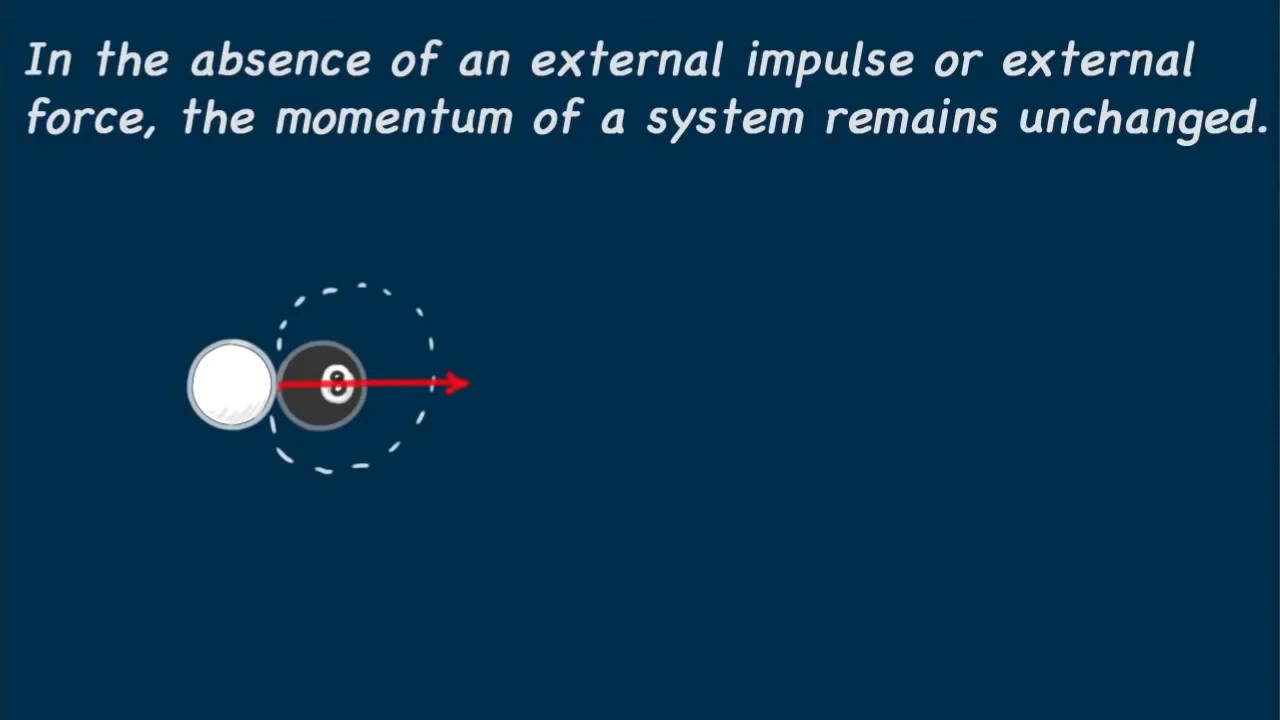 In the absence of an external impulse or external
force, the momentum of a system remains unchanged.
8